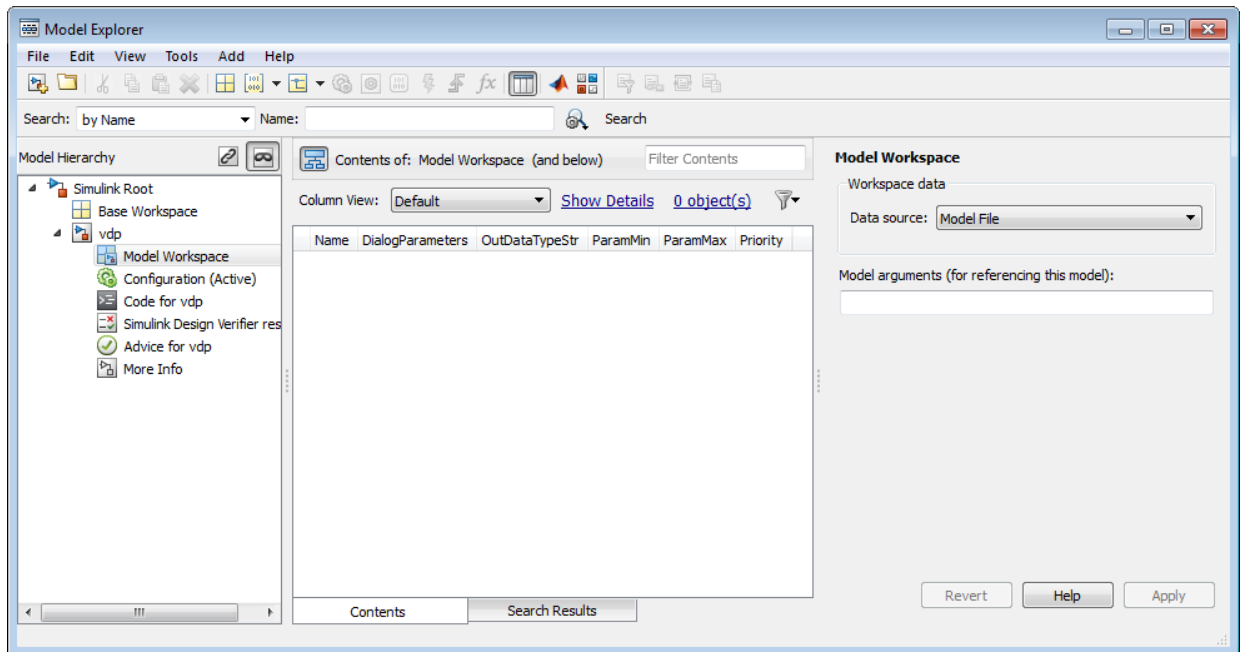 Model Explorer
File Edit View Tools Add Help
fx
Search: by Name Name: Search
Model Hierarchy
Simulink Root
Base Workspace
vdp
Model Workspace
Configuration (Active)
Code for vdp
Simulink Design Verifier res
Advice for vdp
More Info
Contents of: Model Workspace (and below) Filter Contents
Column View: Default Show Details 0 object(s)
Name DialogParameters OutDataTypeStr ParamMin ParamMax Priority
Contents Search Results
Model Workspace
Workspace data
Data source: Model File
Model arguments (for referencing this model):
Revert Help Apply